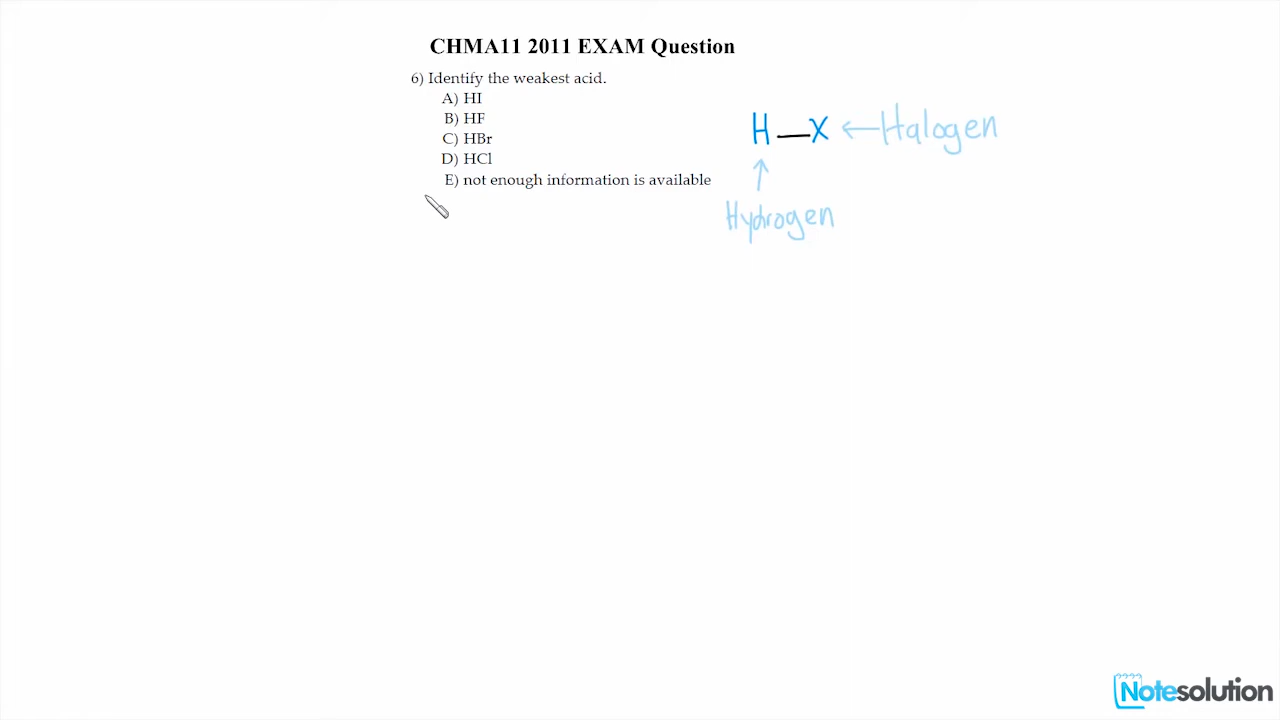 CHMA11 2011 EXAM Question
6) Identify the weakest acid.
A) HI
B) HF
C) HBr
D) HCl
E) not enough information is available
H—X ← Halogen
↑
Hydrogen
Notesolution